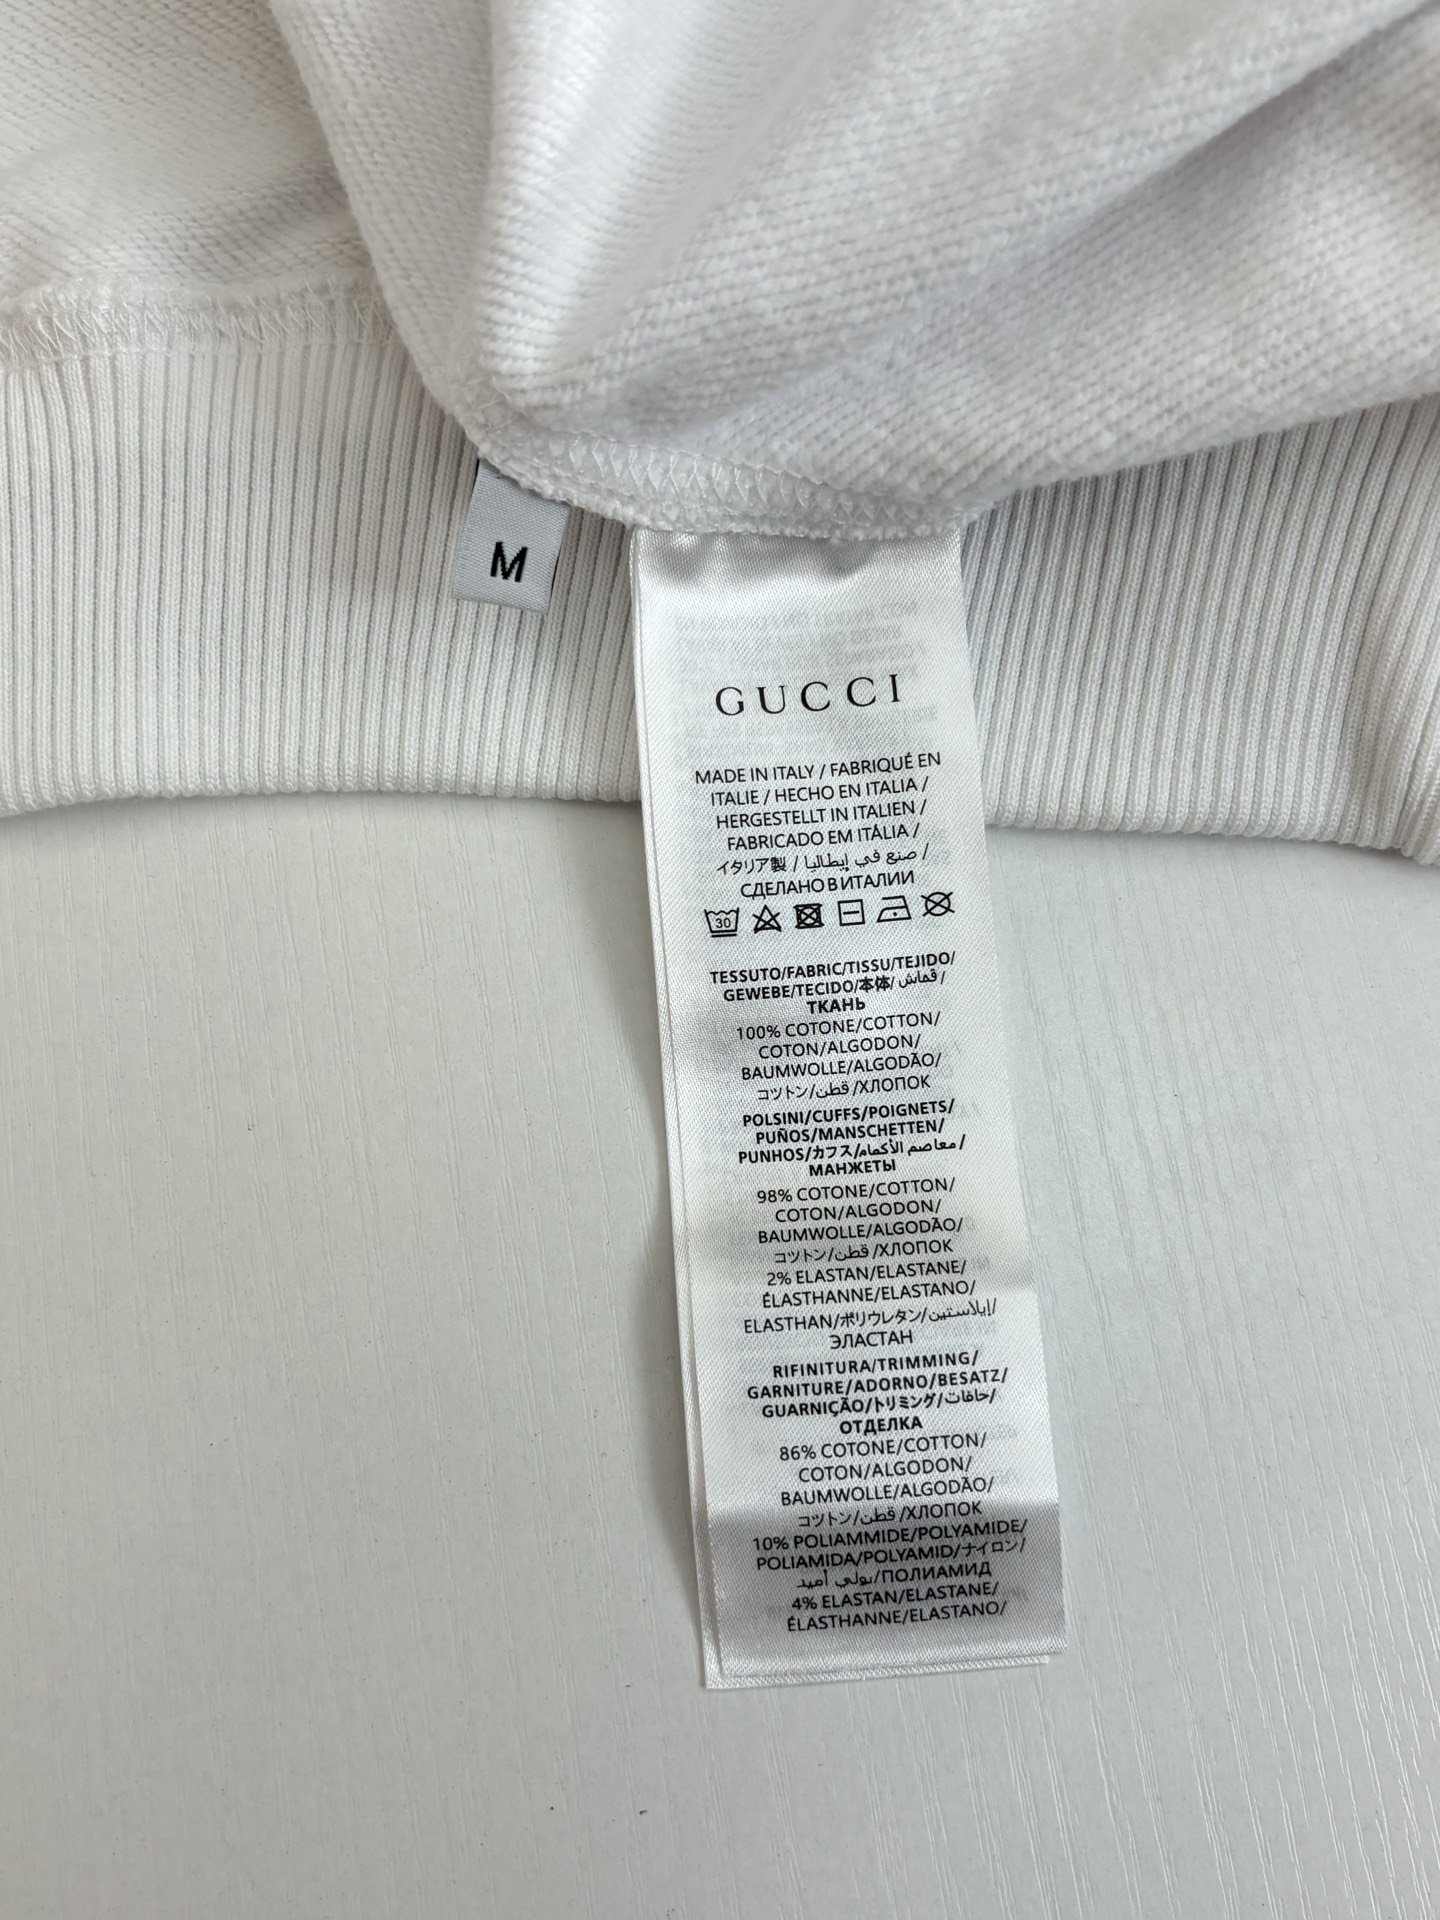 M
GUCCI
MADE IN ITALY / FABRIQUÉ EN
ITALIE / HECHO EN ITALIA /
HERGESTELLT IN ITALIEN /
FABRICADO EM ITÁLIA /
イタリア製 / صنع في إيطاليا /
СДЕЛАНО В ИТАЛИИ
30
TESSUTO/FABRIC/TISSU/TEJIDO/
GEWEBE/TECIDO/本体/ قماش /
ТКАНЬ
100% COTONE/COTTON/
COTON/ALGODON/
BAUMWOLLE/ALGODÃO/
コットン/ قطن /ХЛОПОК
POLSINI/CUFFS/POIGNETS/
PUÑOS/MANSCHETTEN/
PUNHOS/カフス/معاصم الأكمام /
МАНЖЕТЫ
98% COTONE/COTTON/
COTON/ALGODON/
BAUMWOLLE/ALGODÃO/
コットン/ قطن /ХЛОПОК
2% ELASTAN/ELASTANE/
ÉLASTHANNE/ELASTANO/
ELASTHAN/ポリウレタン/إيلاستين/
ЭЛАСТАН
RIFINITURA/TRIMMING/
GARNITURE/ADORNO/BESATZ/
GUARNIÇÃO/トリミング/حافات/
ОТДЕЛКА
86% COTONE/COTTON/
COTON/ALGODON/
BAUMWOLLE/ALGODÃO/
コットン/ قطن /ХЛОПОК
10% POLIAMMIDE/POLYAMIDE/
POLIAMIDA/POLYAMID/ナイロン/
بولي أميد/ПОЛИАМИД
4% ELASTAN/ELASTANE/
ÉLASTHANNE/ELASTANO/